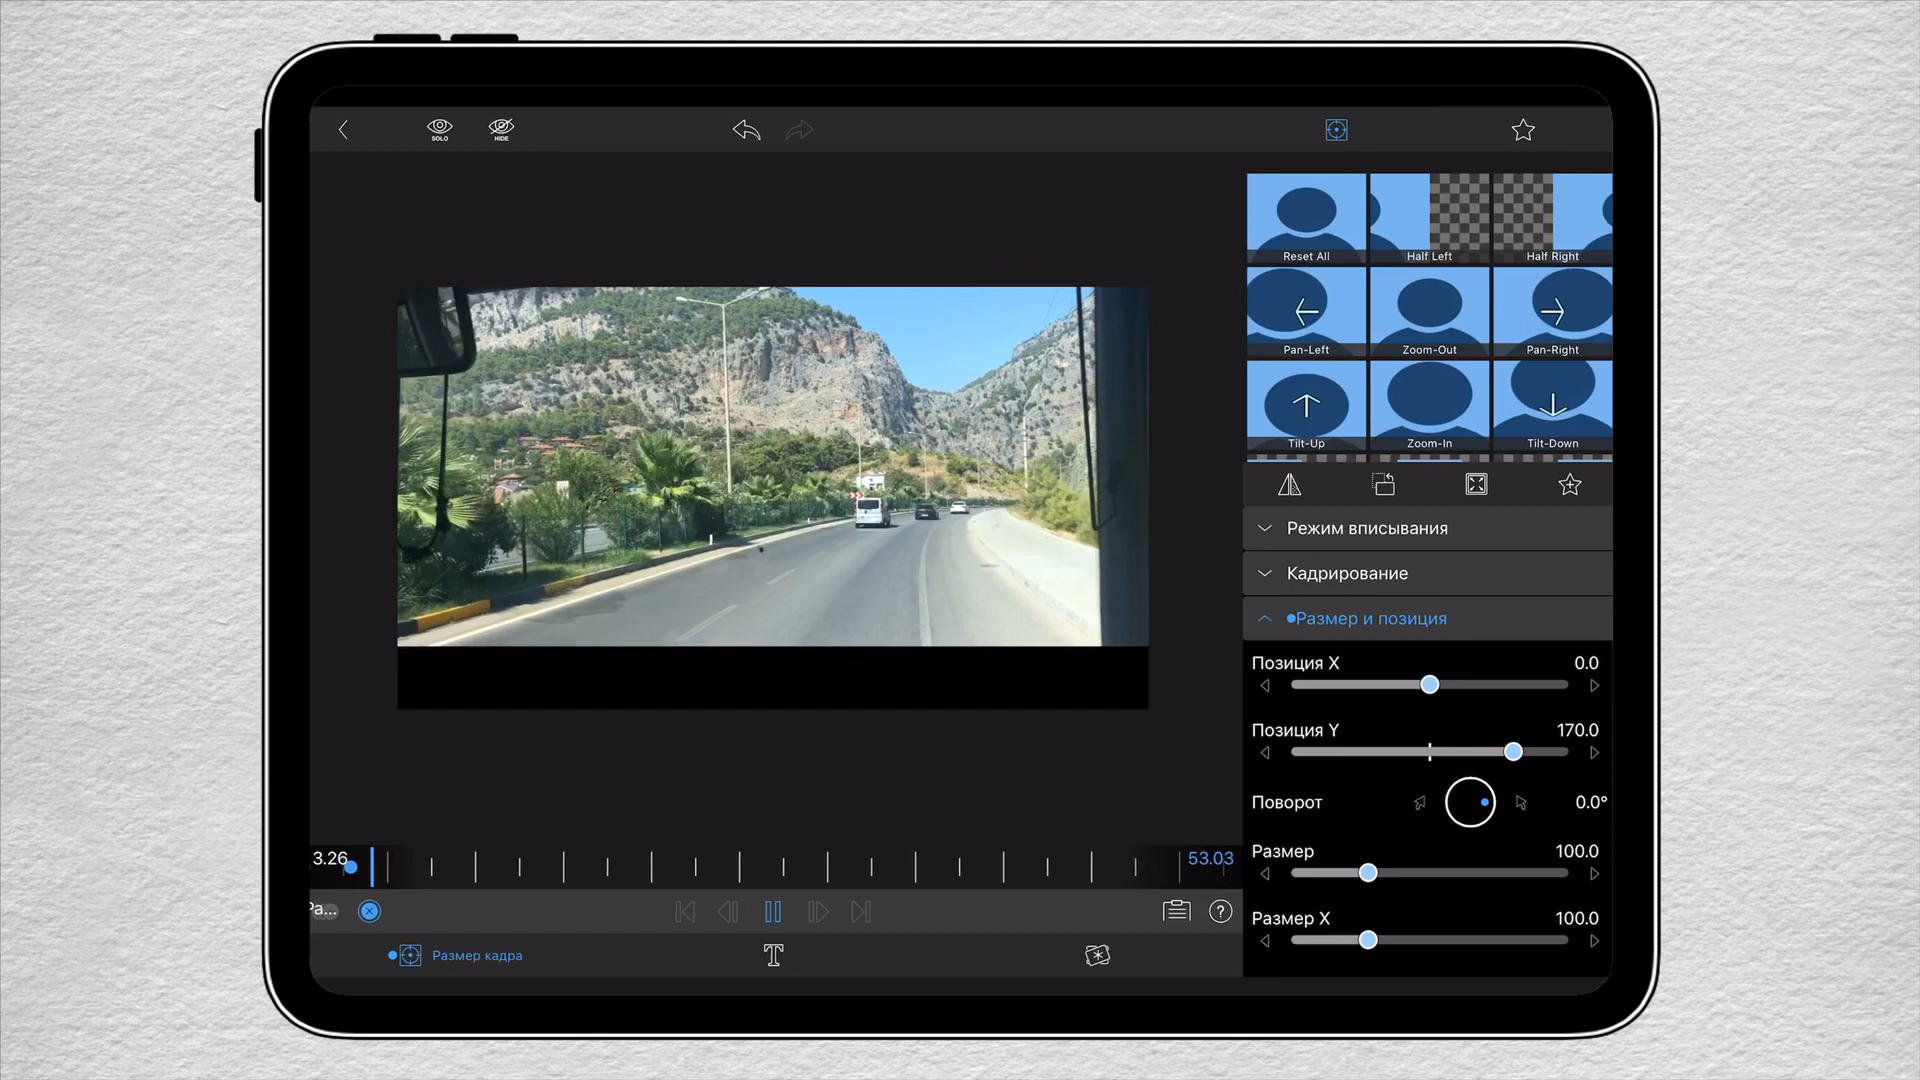 SOLO
HIDE
Reset All
Half Left
Half Right
Pan-Left
Zoom-Out
Pan-Right
Tilt-Up
Zoom-In
Tilt-Down
Режим вписывания
Кадрирование
Размер и позиция
Позиция X 0.0
Позиция Y 170.0
Поворот 0.0°
Размер 100.0
Размер X 100.0
3.26
53.03
Ра...
?
Размер кадра
T